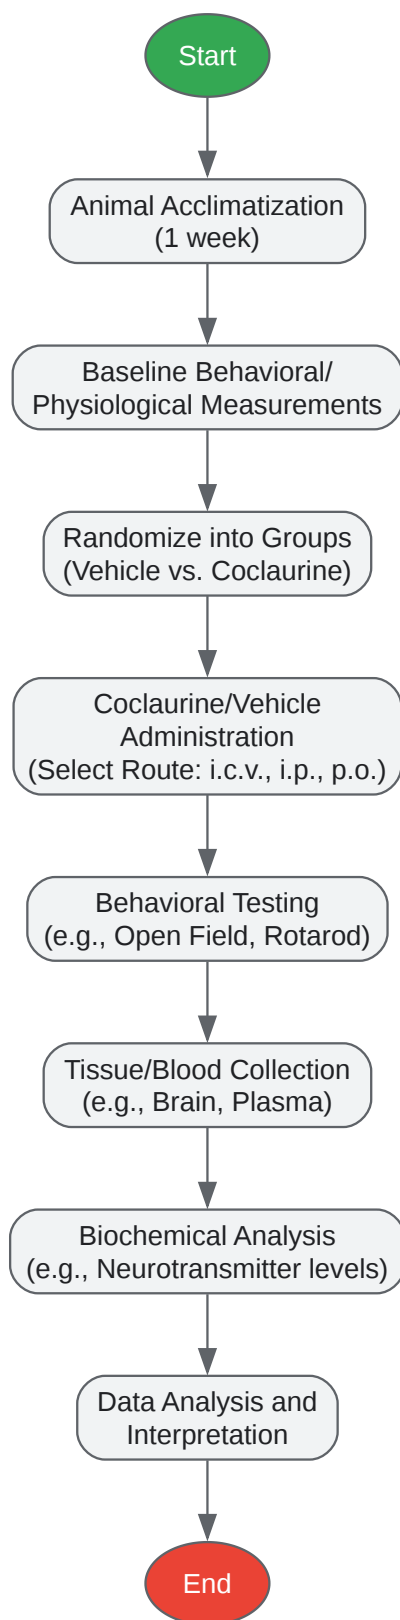 Start
Animal Acclimatization
(1 week)
Baseline Behavioral/
Physiological Measurements
Randomize into Groups
(Vehicle vs. Coclaurine)
Coclaurine/Vehicle
Administration
(Select Route: i.c.v., i.p., p.o.)
Behavioral Testing
(e.g., Open Field, Rotarod)
Tissue/Blood Collection
(e.g., Brain, Plasma)
Biochemical Analysis
(e.g., Neurotransmitter levels)
Data Analysis and
Interpretation
End